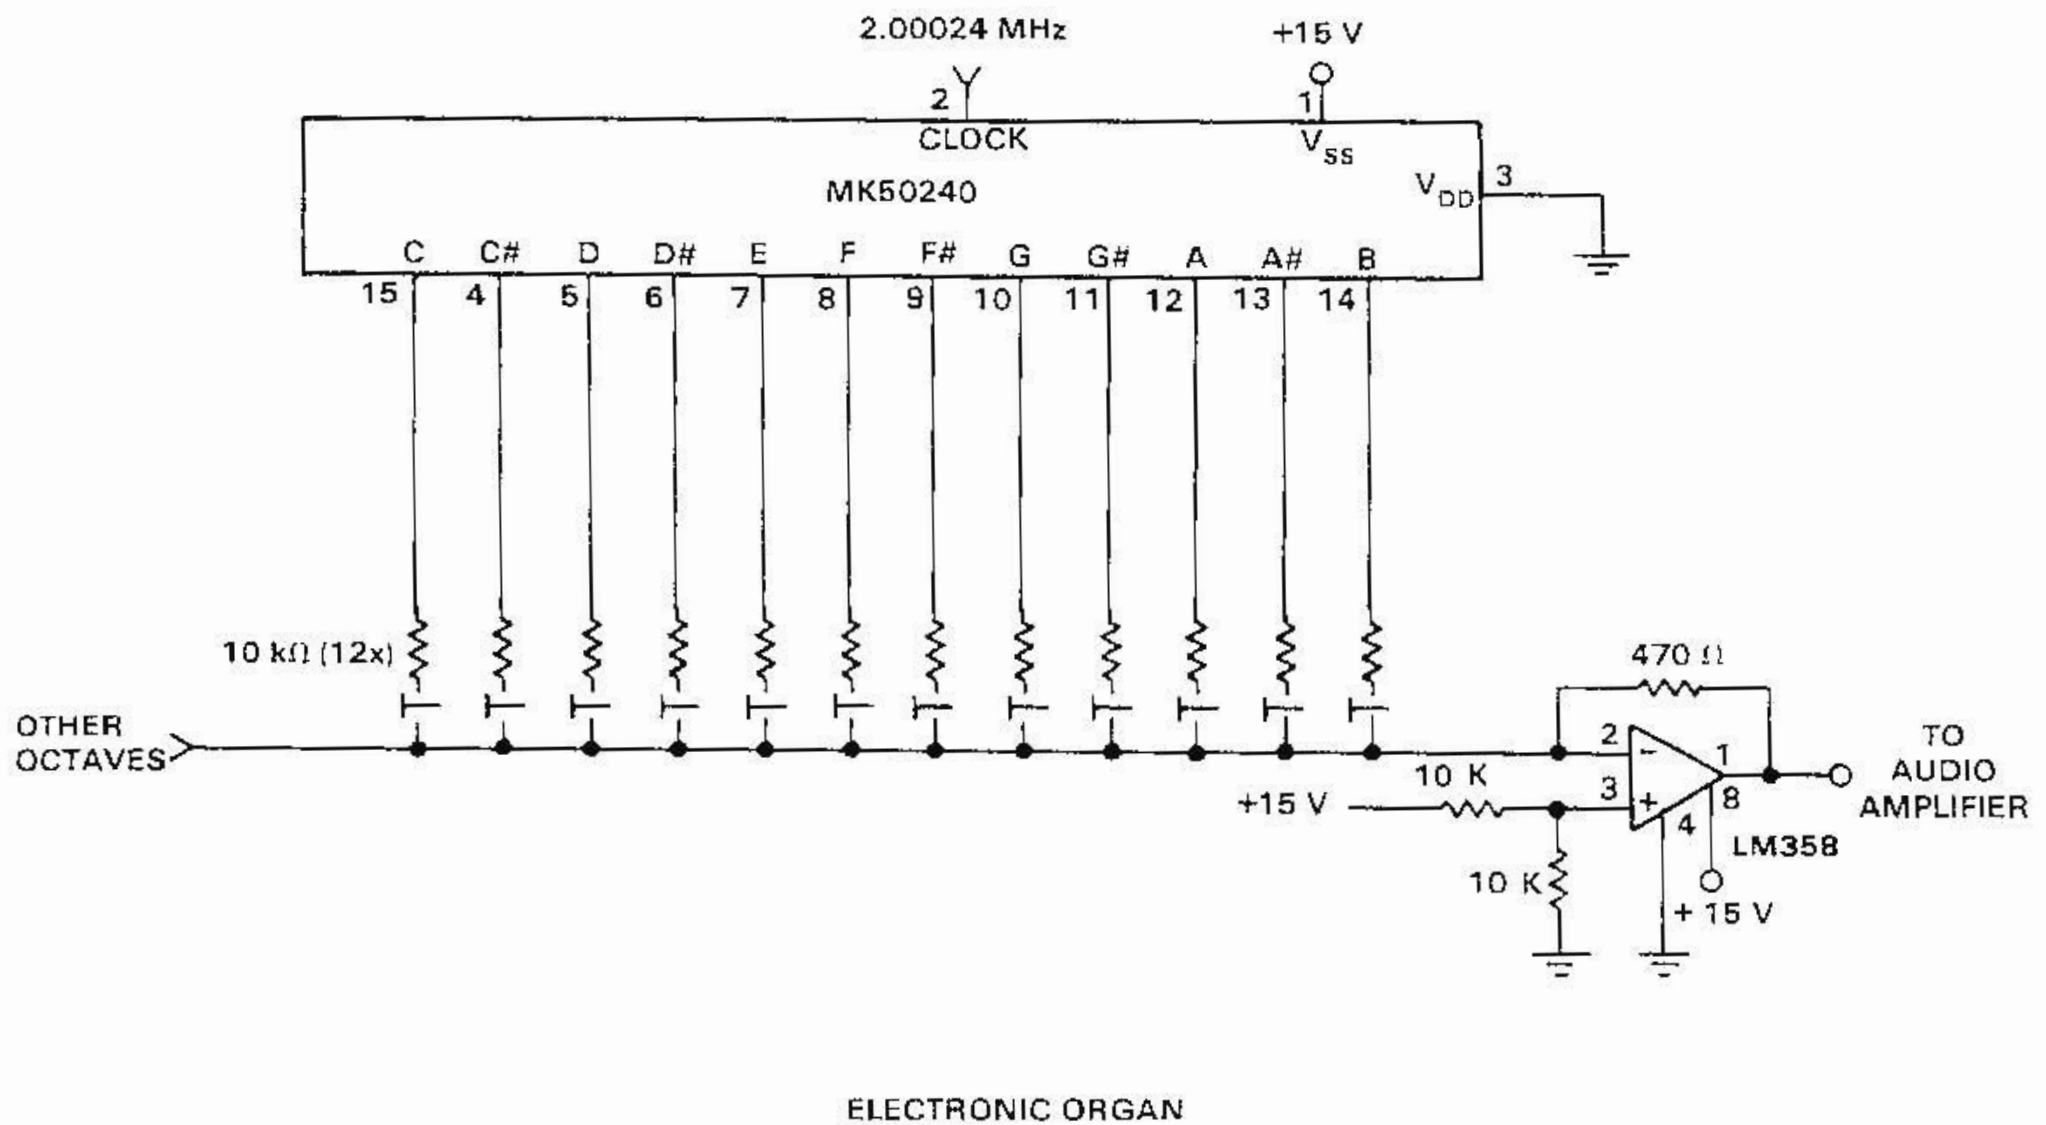 2.00024 MHz
+15 V
2
1
CLOCK
VSS
MK50240
VDD
3
C C# D D# E F F# G G# A A# B
15 4 5 6 7 8 9 10 11 12 13 14
10 kΩ (12x)
470 Ω
OTHER
OCTAVES
2
-
1
TO
AUDIO
AMPLIFIER
10 K
+15 V
3
+
8
4
LM358
10 K
+ 15 V
ELECTRONIC ORGAN